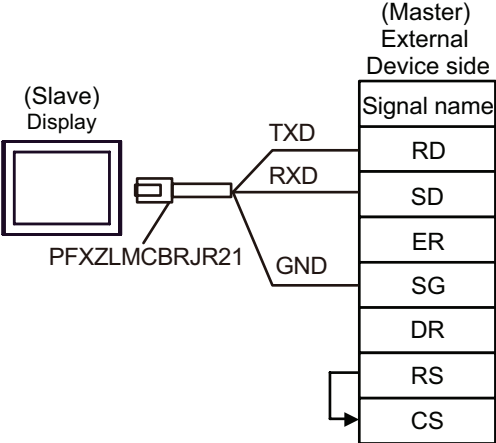 (Master)
External
Device side
(Slave)
Display
Signal name
TXD
RD
RXD
SD
ER
PFXZLMCBRJR21
GND
SG
DR
RS
CS